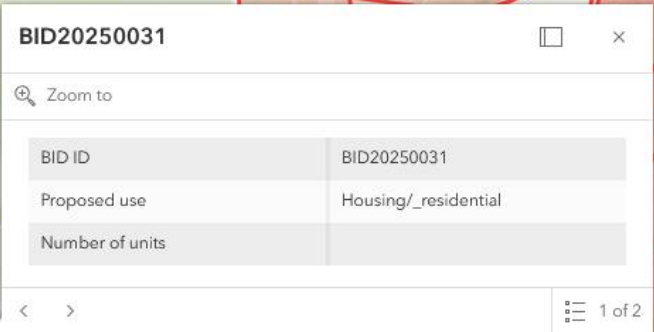 BID20250031
Zoom to
BID ID BID20250031
Proposed use Housing/_residential
Number of units
1 of 2